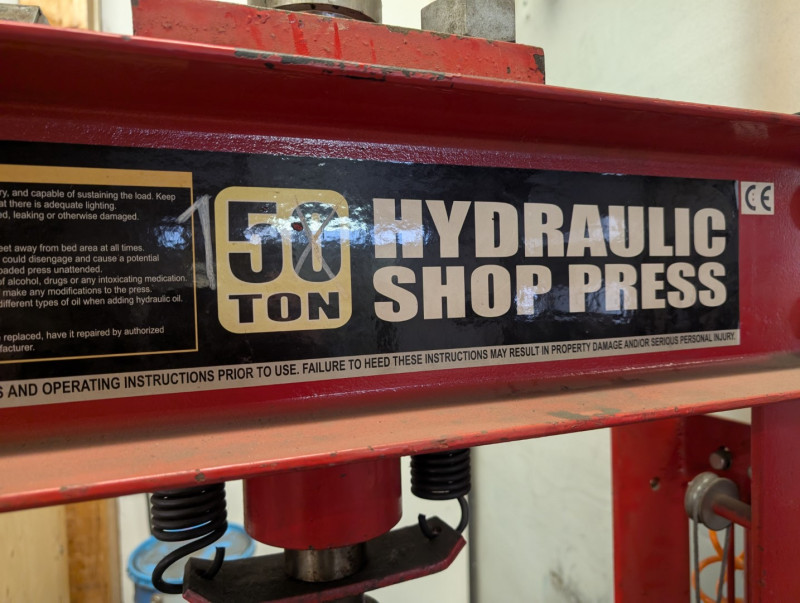 ry, and capable of sustaining the load. Keep
at there is adequate lighting.
ed, leaking or otherwise damaged.
eet away from bed area at all times.
could disengage and cause a potential
oaded press unattended.
of alcohol, drugs or any intoxicating medication.
make any modifications to the press.
different types of oil when adding hydraulic oil.
replaced, have it repaired by authorized
facturer.
1
50
TON
HYDRAULIC
SHOP PRESS
CE
S AND OPERATING INSTRUCTIONS PRIOR TO USE. FAILURE TO HEED THESE INSTRUCTIONS MAY RESULT IN PROPERTY DAMAGE AND/OR SERIOUS PERSONAL INJURY.